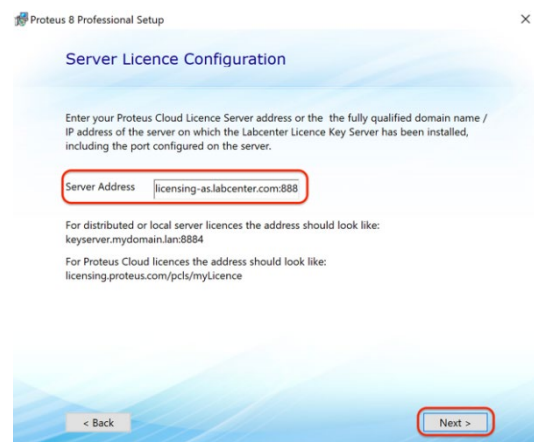 Proteus 8 Professional Setup
Server Licence Configuration
Enter your Proteus Cloud Licence Server address or the the fully qualified domain name /
IP address of the server on which the Labcenter Licence Key Server has been installed,
including the port configured on the server.
Server Address licensing-as.labcenter.com:888
For distributed or local server licences the address should look like:
keyserver.mydomain.lan:8884
For Proteus Cloud licences the address should look like:
licensing.proteus.com/pcls/myLicence
< Back Next >